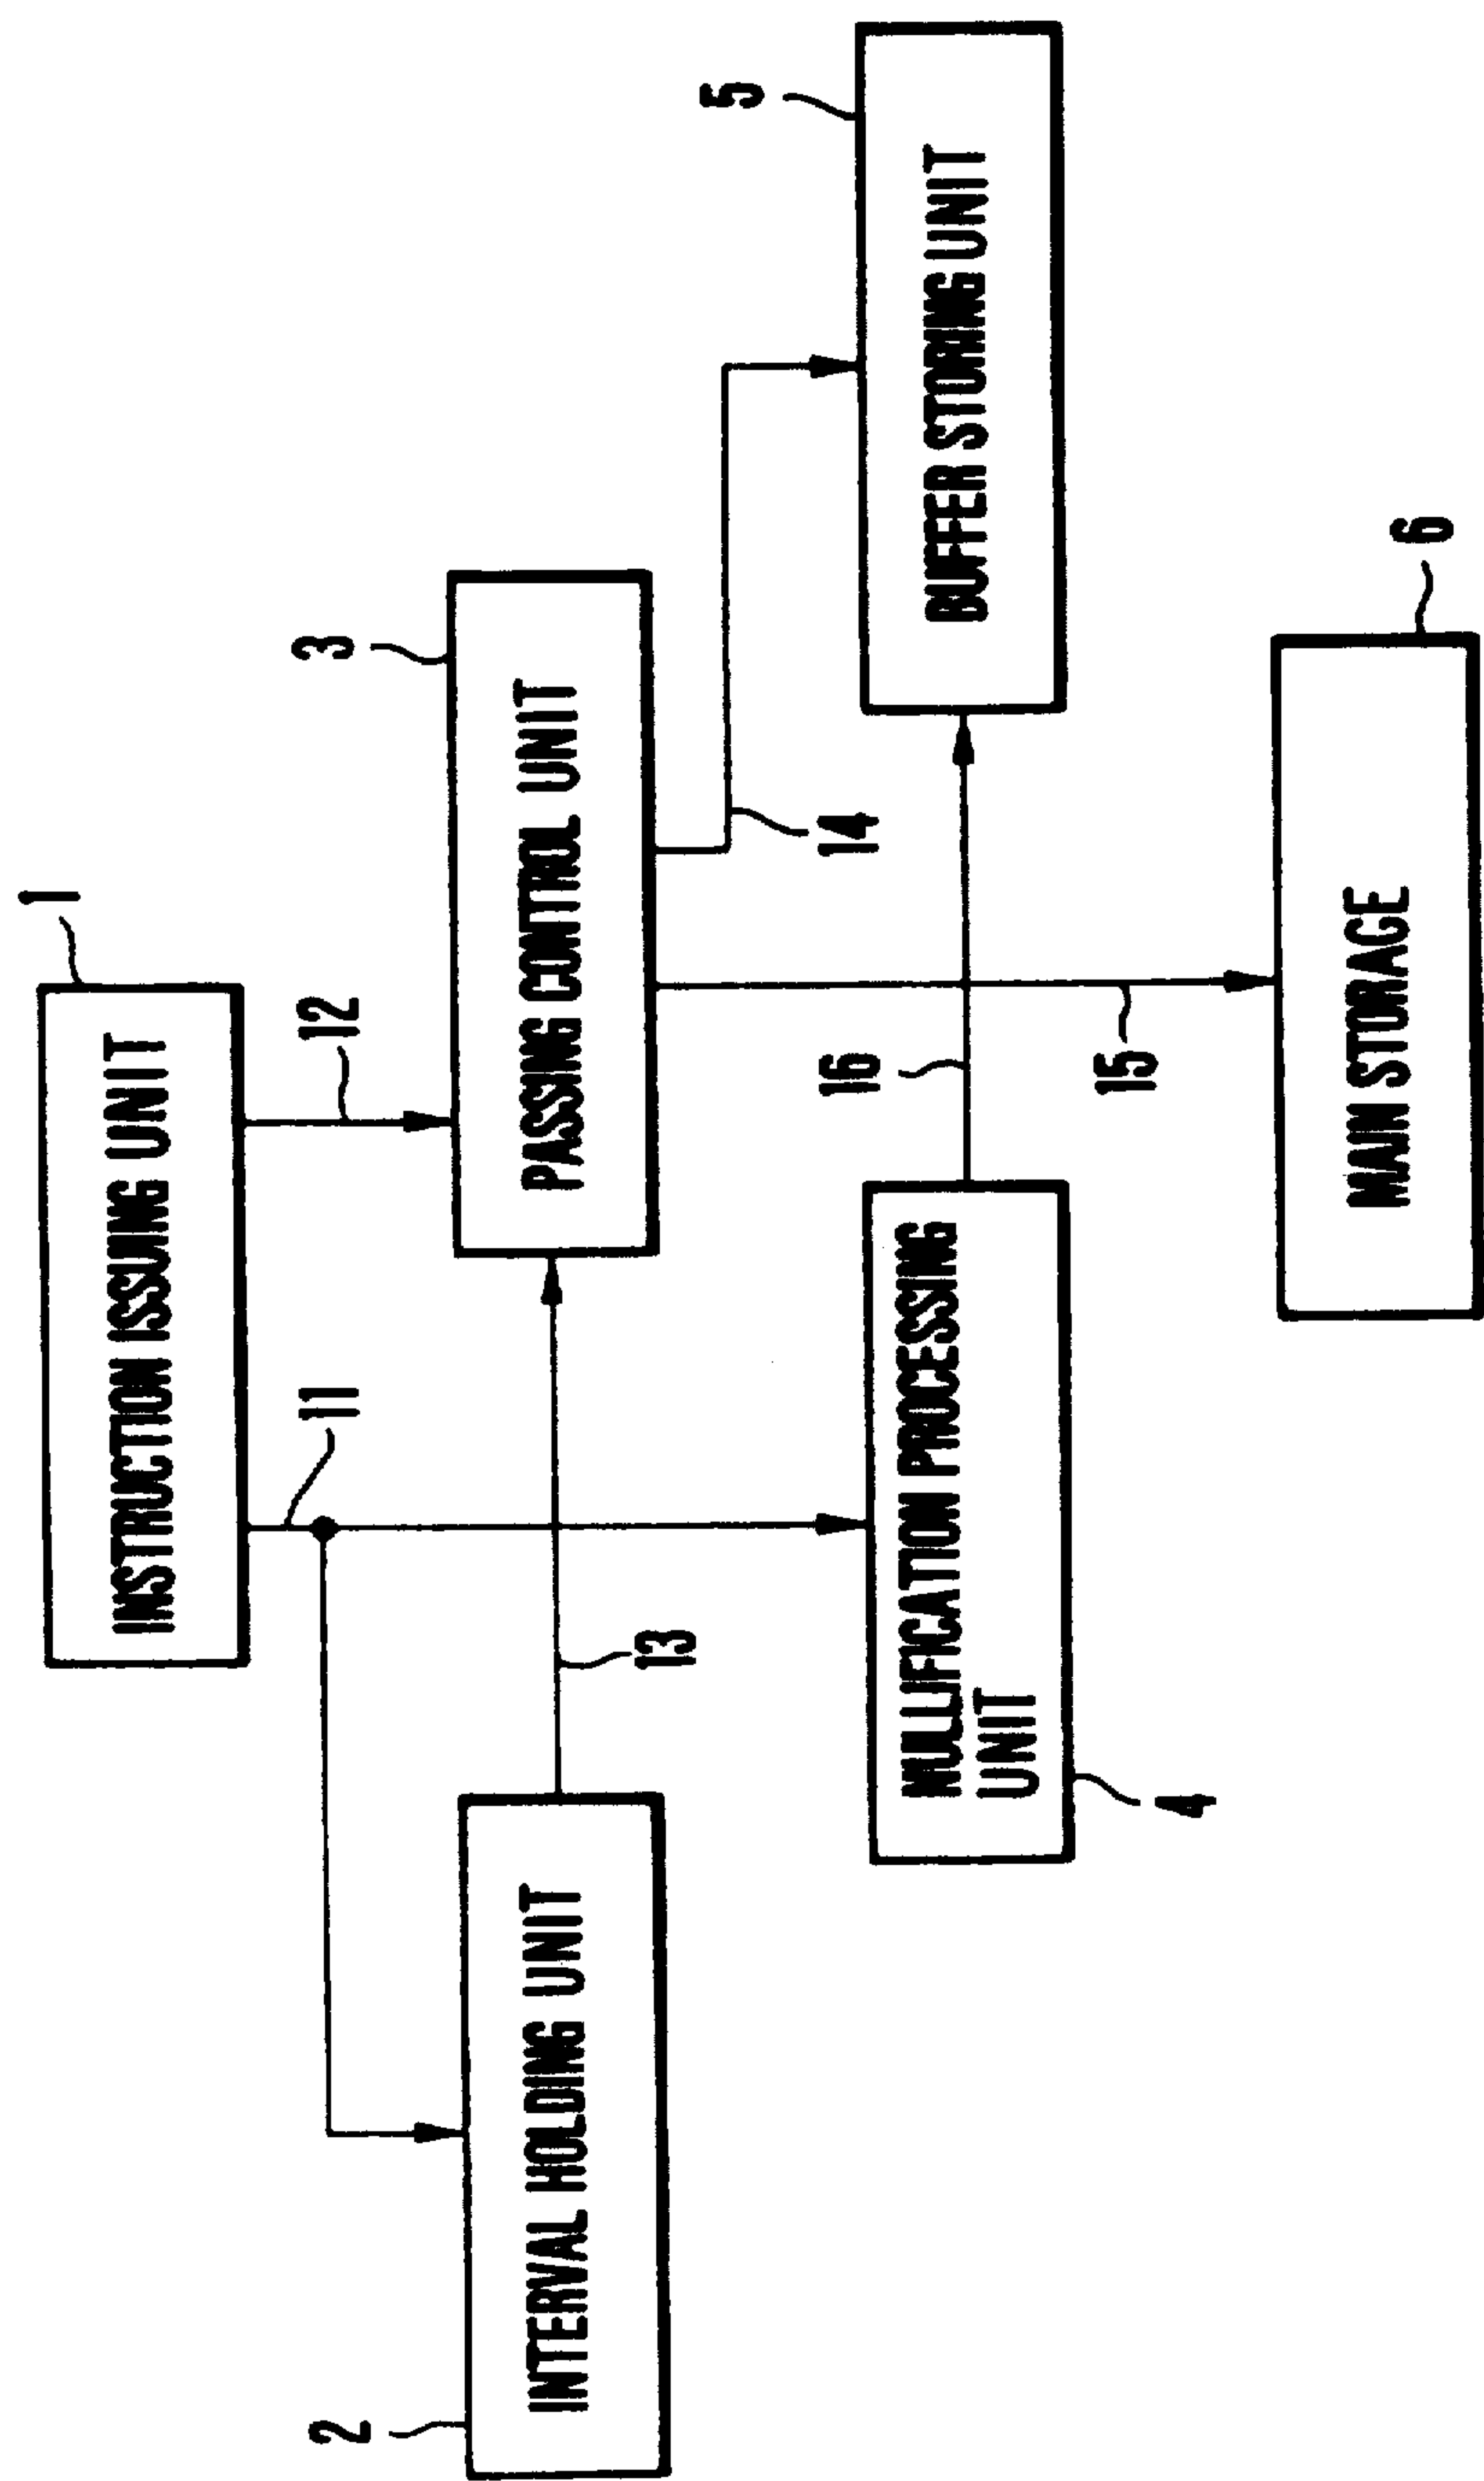 1
INSTRUCTION ISSUING UNIT
11
12
2
INTERVAL HOLDING UNIT
3
PASSING CONTROL UNIT
13
14
5
NULLIFICATION PROCESSING
UNIT
4
16
BUFFER STORING UNIT
15
6
MAIN STORAGE